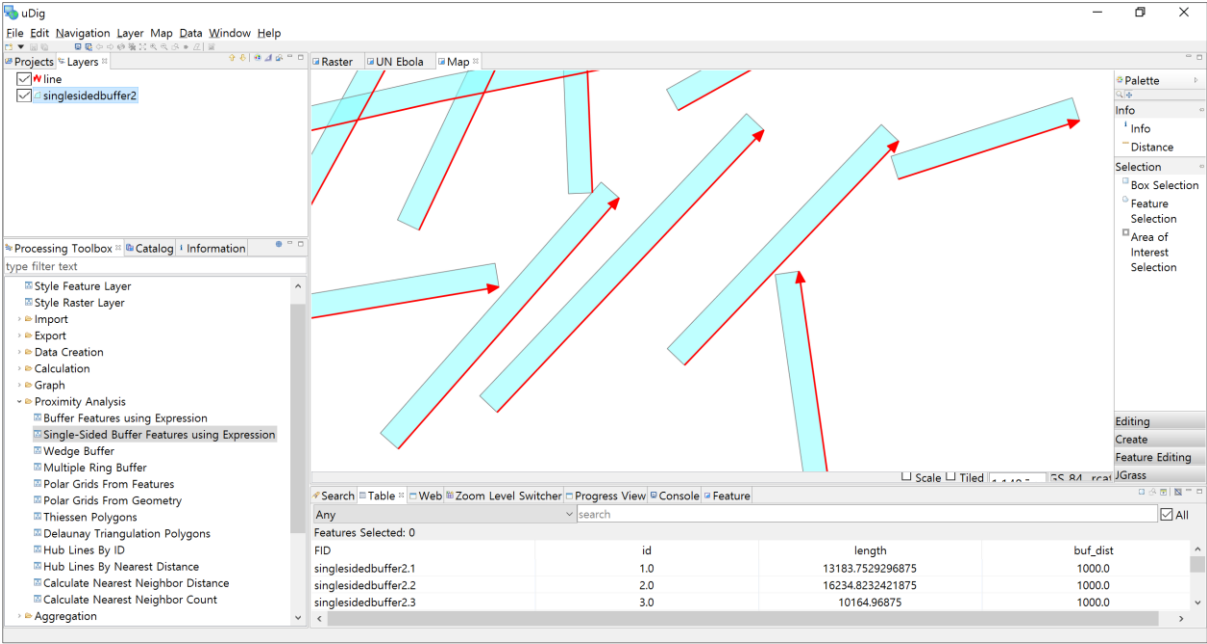 uDig
File Edit Navigation Layer Map Data Window Help
Projects Layers
line
singlesidedbuffer2
Processing Toolbox Catalog Information
type filter text
Style Feature Layer
Style Raster Layer
Import
Export
Data Creation
Calculation
Graph
Proximity Analysis
Buffer Features using Expression
Single-Sided Buffer Features using Expression
Wedge Buffer
Multiple Ring Buffer
Polar Grids From Features
Polar Grids From Geometry
Thiessen Polygons
Delaunay Triangulation Polygons
Hub Lines By ID
Hub Lines By Nearest Distance
Calculate Nearest Neighbor Distance
Calculate Nearest Neighbor Count
Aggregation
Raster UN Ebola Map
Scale Tiled
Palette
Info
Info
Distance
Selection
Box Selection
Feature
Selection
Area of
Interest
Selection
Editing
Create
Feature Editing
JGrass
Search Table Web Zoom Level Switcher Progress View Console Feature
Any search All
Features Selected: 0
FID id length buf_dist
singlesidedbuffer2.1 1.0 13183.7529296875 1000.0
singlesidedbuffer2.2 2.0 16234.8232421875 1000.0
singlesidedbuffer2.3 3.0 10164.96875 1000.0